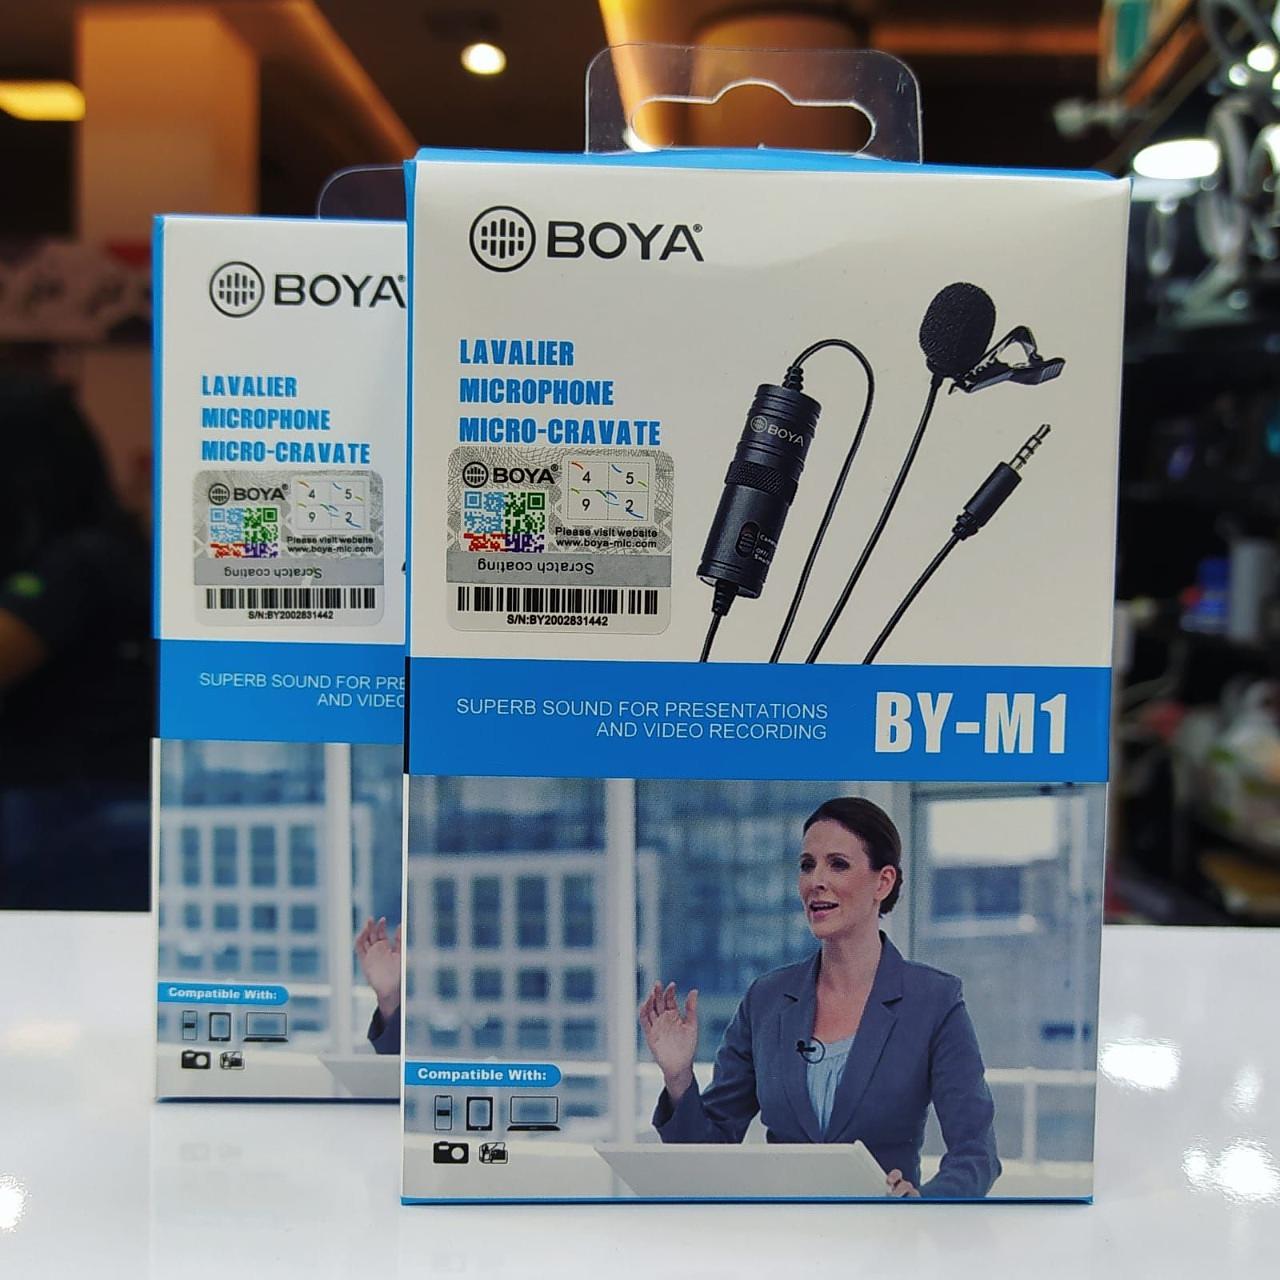 BOYA®
LAVALIER
MICROPHONE
MICRO-CRAVATE
BOYA®
4 5
9 2
Please visit website
www.boya-mic.com
Scratch coating
S/N:BY2002831442
BOYA
SUPERB SOUND FOR PRESENTATIONS
AND VIDEO RECORDING
BY-M1
Compatible With:
BOYA®
LAVALIER
MICROPHONE
MICRO-CRAVATE
BOYA®
4 5
9 2
Please visit website
www.boya-mic.com
Scratch coating
S/N:BY2002831442
SUPERB SOUND FOR PRE
AND VIDEO
Compatible With: